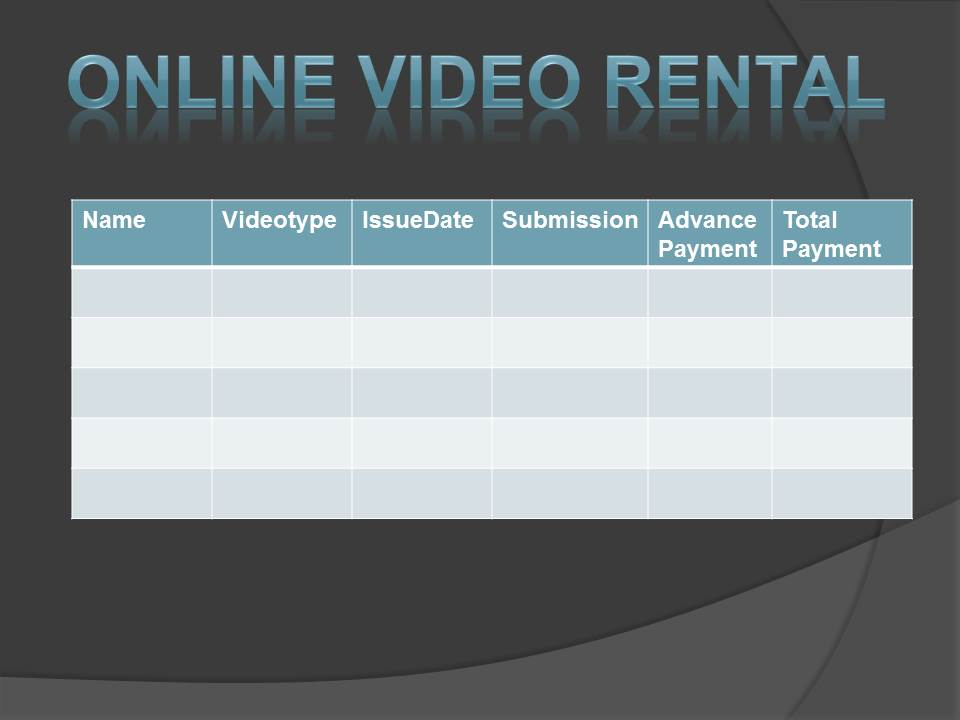 ONLINE VIDEO RENTAL
Name Videotype IssueDate Submission Advance Payment Total Payment